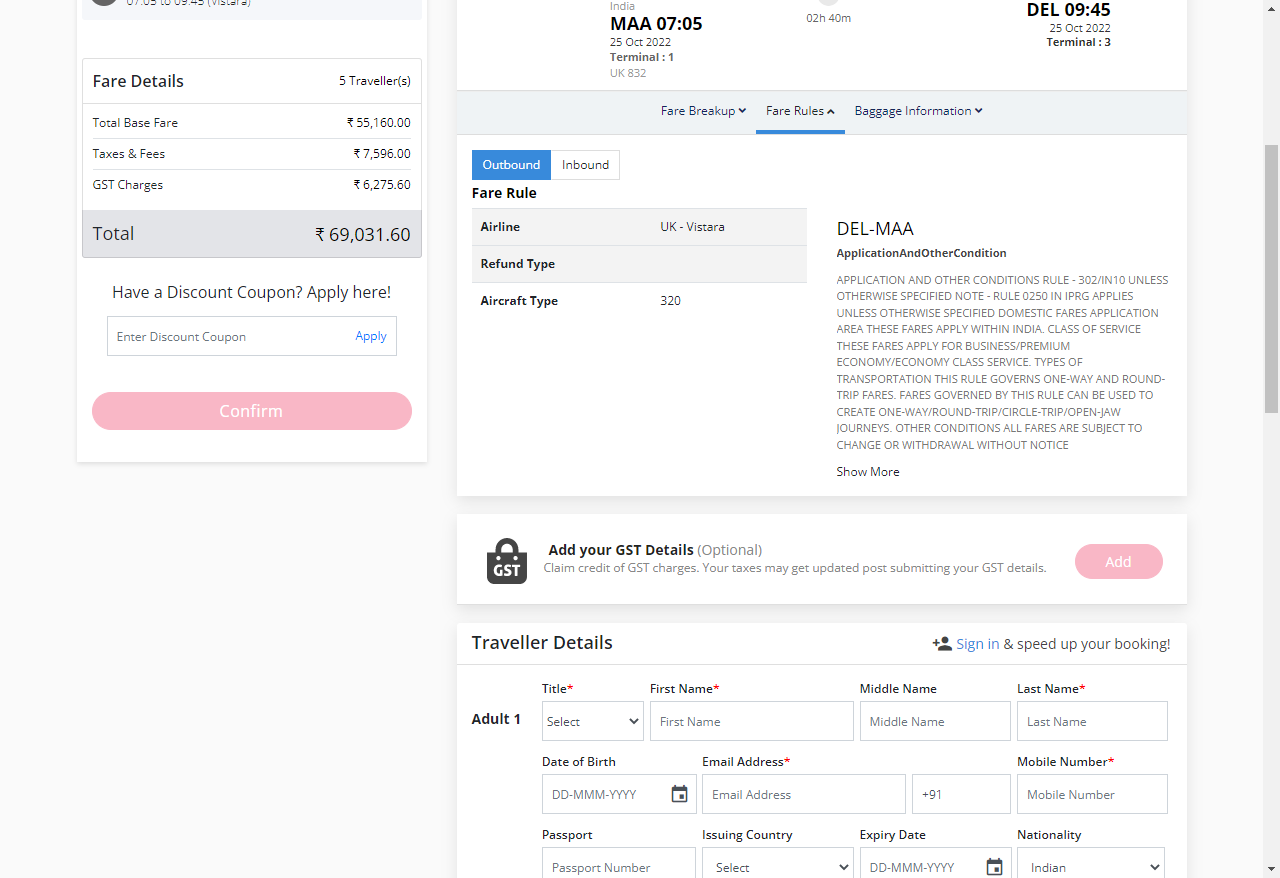 07:05 to 09:45 (Vistara)
Fare Details 5 Traveller(s)
Total Base Fare ₹ 55,160.00
Taxes & Fees ₹ 7,596.00
GST Charges ₹ 6,275.60
Total ₹ 69,031.60
Have a Discount Coupon? Apply here!
Enter Discount Coupon Apply
Confirm
India
MAA 07:05
25 Oct 2022
Terminal : 1
UK 832
02h 40m
DEL 09:45
25 Oct 2022
Terminal : 3
Fare Breakup Fare Rules Baggage Information
Outbound Inbound
Fare Rule
Airline UK - Vistara
Refund Type
Aircraft Type 320
DEL-MAA
ApplicationAndOtherCondition
APPLICATION AND OTHER CONDITIONS RULE - 302/IN10 UNLESS
OTHERWISE SPECIFIED NOTE - RULE 0250 IN IPRG APPLIES
UNLESS OTHERWISE SPECIFIED DOMESTIC FARES APPLICATION
AREA THESE FARES APPLY WITHIN INDIA. CLASS OF SERVICE
THESE FARES APPLY FOR BUSINESS/PREMIUM
ECONOMY/ECONOMY CLASS SERVICE. TYPES OF
TRANSPORTATION THIS RULE GOVERNS ONE-WAY AND ROUND-
TRIP FARES. FARES GOVERNED BY THIS RULE CAN BE USED TO
CREATE ONE-WAY/ROUND-TRIP/CIRCLE-TRIP/OPEN-JAW
JOURNEYS. OTHER CONDITIONS ALL FARES ARE SUBJECT TO
CHANGE OR WITHDRAWAL WITHOUT NOTICE
Show More
GST
Add your GST Details (Optional)
Claim credit of GST charges. Your taxes may get updated post submitting your GST details.
Add
Traveller Details Sign in & speed up your booking!
Title* First Name* Middle Name Last Name*
Adult 1 Select First Name Middle Name Last Name
Date of Birth Email Address* Mobile Number*
DD-MMM-YYYY Email Address +91 Mobile Number
Passport Issuing Country Expiry Date Nationality
Passport Number Select DD-MMM-YYYY Indian